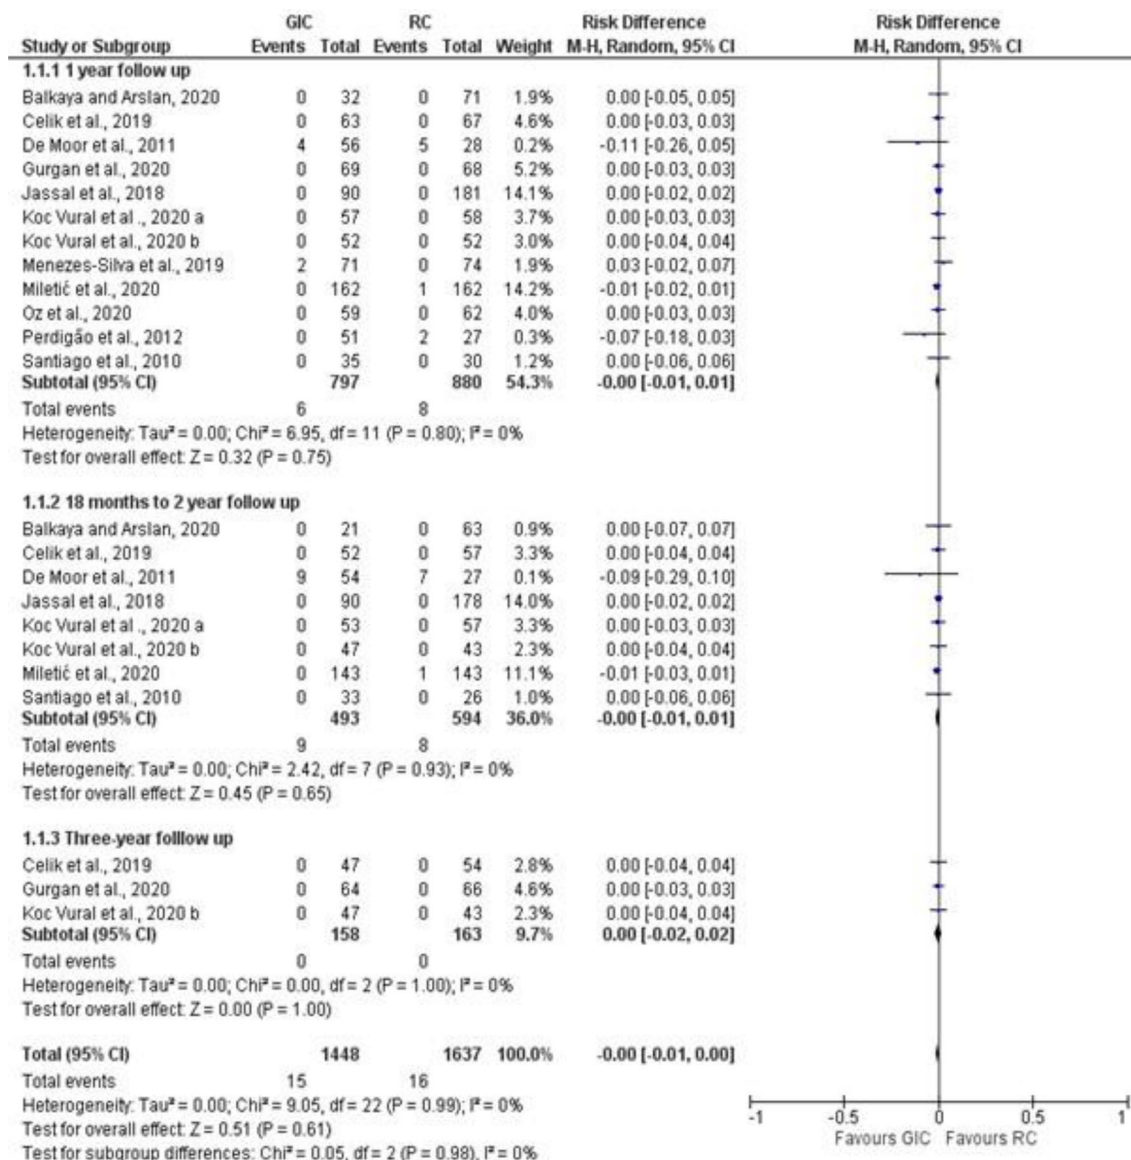 GIC RC Risk Difference Risk Difference
Study or Subgroup Events Total Events Total Weight M-H, Random, 95% CI M-H, Random, 95% CI
1.1.1 1 year follow up
Balkaya and Arslan, 2020 0 32 0 71 1.9% 0.00 [-0.05, 0.05]
Celik et al., 2019 0 63 0 67 4.6% 0.00 [-0.03, 0.03]
De Moor et al., 2011 4 56 5 28 0.2% -0.11 [-0.26, 0.05]
Gurgan et al., 2020 0 69 0 68 5.2% 0.00 [-0.03, 0.03]
Jassal et al., 2018 0 90 0 181 14.1% 0.00 [-0.02, 0.02]
Koc Vural et al ., 2020 a 0 57 0 58 3.7% 0.00 [-0.03, 0.03]
Koc Vural et al., 2020 b 0 52 0 52 3.0% 0.00 [-0.04, 0.04]
Menezes-Silva et al., 2019 2 71 0 74 1.9% 0.03 [-0.02, 0.07]
Miletić et al., 2020 0 162 1 162 14.2% -0.01 [-0.02, 0.01]
Oz et al., 2020 0 59 0 62 4.0% 0.00 [-0.03, 0.03]
Perdigão et al., 2012 0 51 2 27 0.3% -0.07 [-0.18, 0.03]
Santiago et al., 2010 0 35 0 30 1.2% 0.00 [-0.06, 0.06]
Subtotal (95% CI) 797 880 54.3% -0.00 [-0.01, 0.01]
Total events 6 8
Heterogeneity: Tau² = 0.00; Chi² = 6.95, df = 11 (P = 0.80); I² = 0%
Test for overall effect: Z = 0.32 (P = 0.75)
1.1.2 18 months to 2 year follow up
Balkaya and Arslan, 2020 0 21 0 63 0.9% 0.00 [-0.07, 0.07]
Celik et al., 2019 0 52 0 57 3.3% 0.00 [-0.04, 0.04]
De Moor et al., 2011 9 54 7 27 0.1% -0.09 [-0.29, 0.10]
Jassal et al., 2018 0 90 0 178 14.0% 0.00 [-0.02, 0.02]
Koc Vural et al ., 2020 a 0 53 0 57 3.3% 0.00 [-0.03, 0.03]
Koc Vural et al., 2020 b 0 47 0 43 2.3% 0.00 [-0.04, 0.04]
Miletić et al., 2020 0 143 1 143 11.1% -0.01 [-0.03, 0.01]
Santiago et al., 2010 0 33 0 26 1.0% 0.00 [-0.06, 0.06]
Subtotal (95% CI) 493 594 36.0% -0.00 [-0.01, 0.01]
Total events 9 8
Heterogeneity: Tau² = 0.00; Chi² = 2.42, df = 7 (P = 0.93); I² = 0%
Test for overall effect: Z = 0.45 (P = 0.65)
1.1.3 Three-year folllow up
Celik et al., 2019 0 47 0 54 2.8% 0.00 [-0.04, 0.04]
Gurgan et al., 2020 0 64 0 66 4.6% 0.00 [-0.03, 0.03]
Koc Vural et al., 2020 b 0 47 0 43 2.3% 0.00 [-0.04, 0.04]
Subtotal (95% CI) 158 163 9.7% 0.00 [-0.02, 0.02]
Total events 0 0
Heterogeneity: Tau² = 0.00; Chi² = 0.00, df = 2 (P = 1.00); I² = 0%
Test for overall effect: Z = 0.00 (P = 1.00)
Total (95% CI) 1448 1637 100.0% -0.00 [-0.01, 0.00]
Total events 15 16
Heterogeneity: Tau² = 0.00; Chi² = 9.05, df = 22 (P = 0.99); I² = 0%
Test for overall effect: Z = 0.51 (P = 0.61)
Test for subgroup differences: Chi² = 0.05, df = 2 (P = 0.98), I² = 0%
-1 -0.5 0 0.5 1
Favours GIC Favours RC